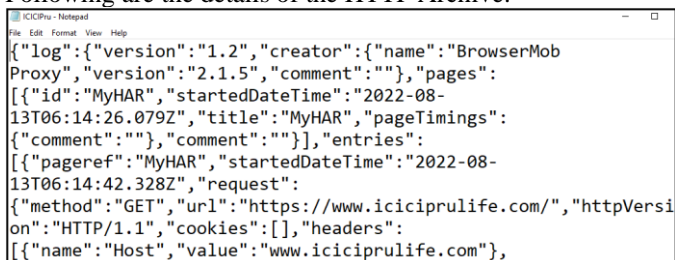 Following are the details of the HTTP Archive:
ICICIPru - Notepad
File Edit Format View Help
{"log":{"version":"1.2","creator":{"name":"BrowserMob
Proxy","version":"2.1.5","comment":""},"pages":
[{"id":"MyHAR","startedDateTime":"2022-08-
13T06:14:26.079Z","title":"MyHAR","pageTimings":
{"comment":""},"comment":""}],"entries":
[{"pageref":"MyHAR","startedDateTime":"2022-08-
13T06:14:42.328Z","request":
{"method":"GET","url":"https://www.iciciprulife.com/","httpVersi
on":"HTTP/1.1","cookies":[],"headers":
[{"name":"Host","value":"www.iciciprulife.com"},